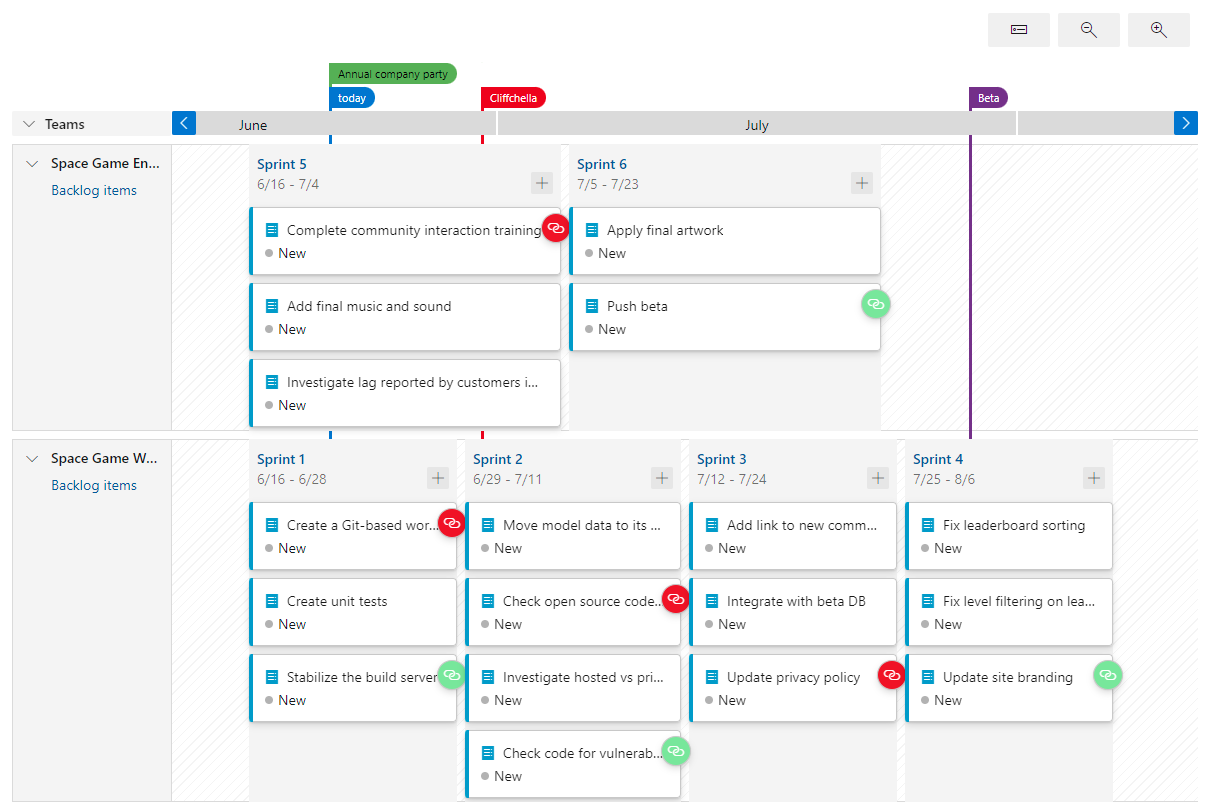 Annual company party
today
Cliffchella
Beta
Teams
June
July
Space Game En...
Backlog items
Sprint 5
6/16 - 7/4
Sprint 6
7/5 - 7/23
Complete community interaction training
New
Apply final artwork
New
Add final music and sound
New
Push beta
New
Investigate lag reported by customers i...
New
Space Game W...
Backlog items
Sprint 1
6/16 - 6/28
Sprint 2
6/29 - 7/11
Sprint 3
7/12 - 7/24
Sprint 4
7/25 - 8/6
Create a Git-based wor...
New
Move model data to its ...
New
Add link to new comm...
New
Fix leaderboard sorting
New
Create unit tests
New
Check open source code...
New
Integrate with beta DB
New
Fix level filtering on lea...
New
Stabilize the build server
New
Investigate hosted vs pri...
New
Update privacy policy
New
Update site branding
New
Check code for vulnerab...
New